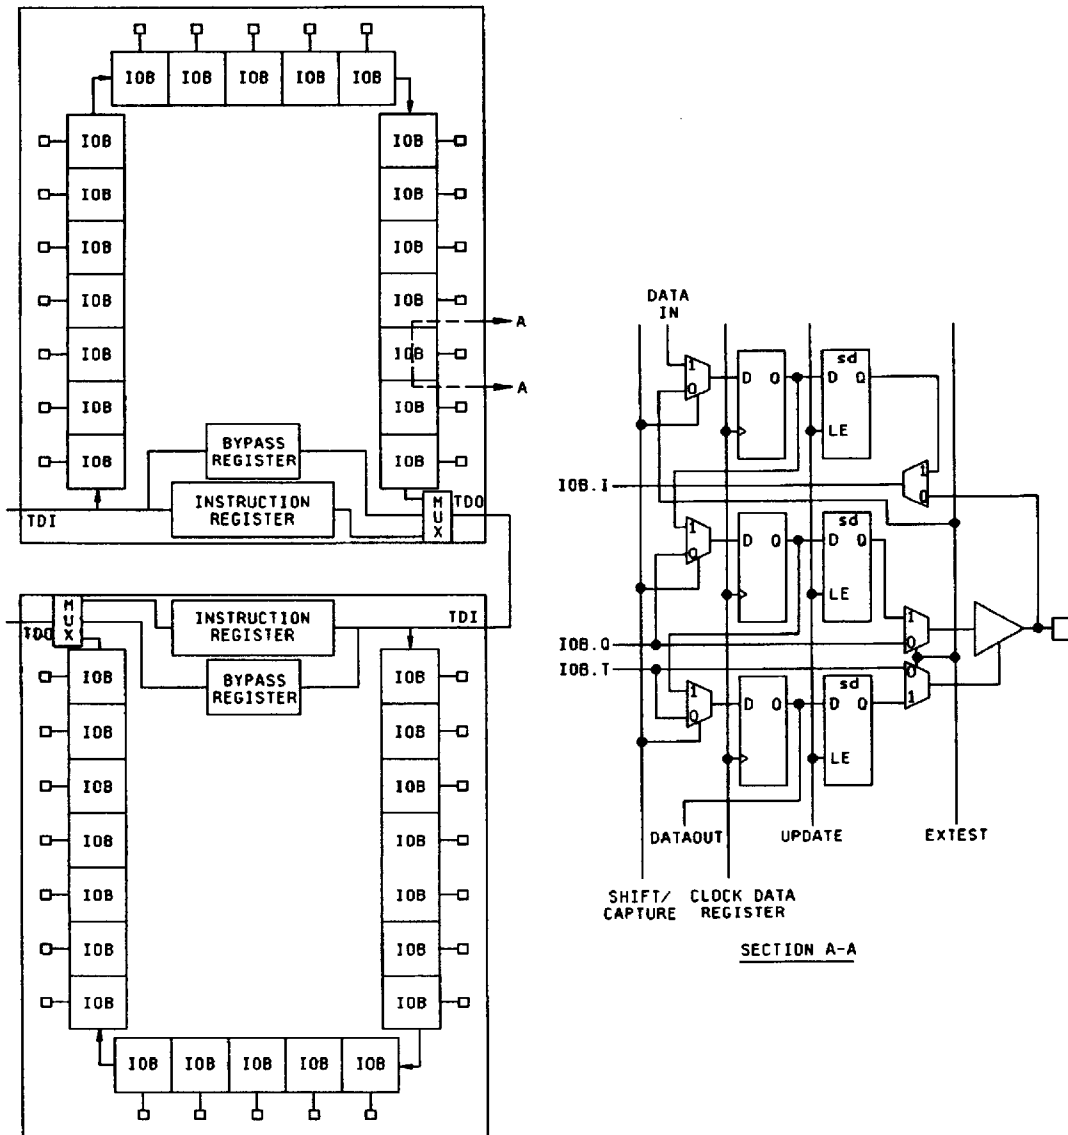 IOB IOB IOB IOB IOB
IOB IOB
IOB IOB
IOB IOB
IOB IOB
A
IOB IOB
A
IOB IOB
IOB IOB
BYPASS
REGISTER
INSTRUCTION
REGISTER
TDI
MUX
TDO
MUX
TDO
INSTRUCTION
REGISTER
TDI
BYPASS
REGISTER
IOB IOB
IOB IOB
IOB IOB
IOB IOB
IOB IOB
IOB IOB
IOB IOB
IOB IOB IOB IOB IOB
DATA
IN
1
0
D Q
sd
D Q
LE
IOB.I
1
0
1
0
D Q
sd
D Q
LE
1
0
IOB.Q
IOB.T
0
1
1
0
D Q
sd
D Q
LE
DATAOUT
UPDATE
EXTEST
SHIFT/
CAPTURE
CLOCK DATA
REGISTER
SECTION A-A